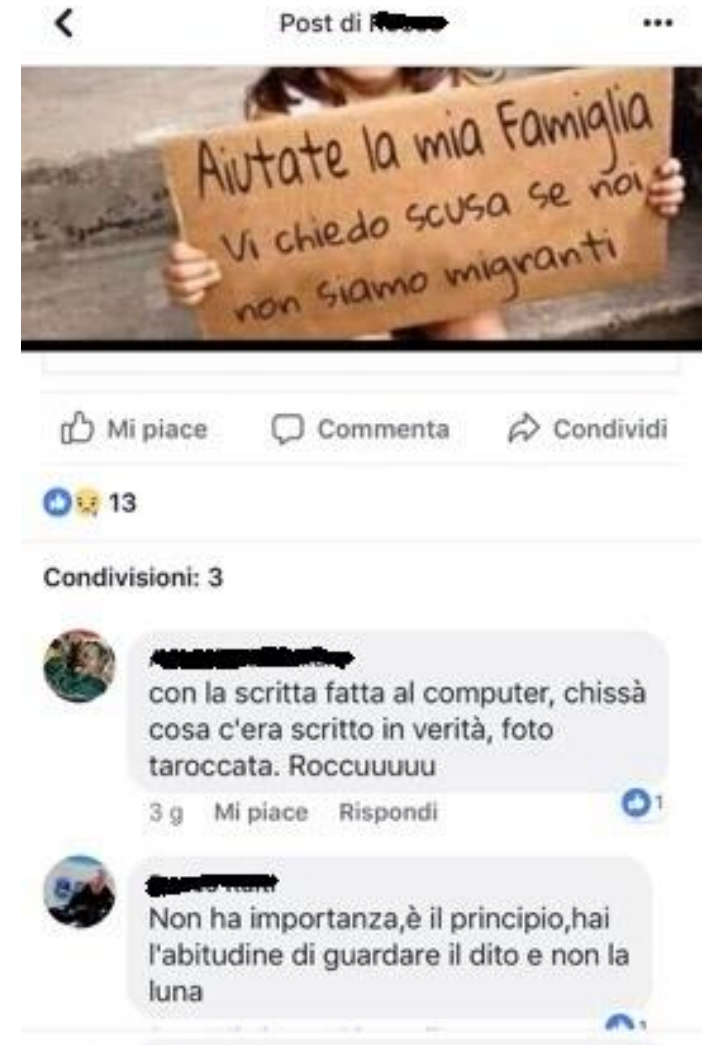 Post di
Aiutate la mia Famiglia
Vi chiedo scusa se noi
non siamo migranti
Mi piace Commenta Condividi
13
Condivisioni: 3
con la scritta fatta al computer, chissà
cosa c'era scritto in verità, foto
taroccata. Roccuuuuu
3 g Mi piace Rispondi 1
Non ha importanza,è il principio,hai
l'abitudine di guardare il dito e non la
luna
1